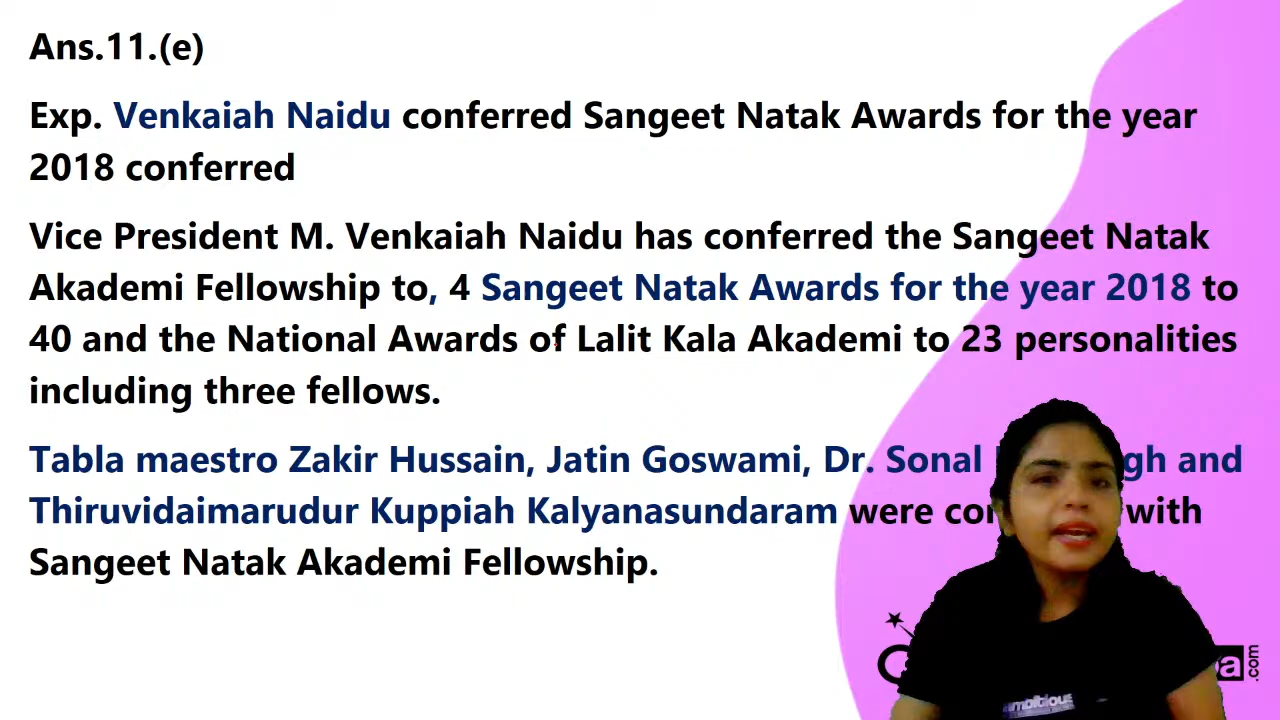 Ans.11.(e)
Exp. Venkaiah Naidu conferred Sangeet Natak Awards for the year
2018 conferred
Vice President M. Venkaiah Naidu has conferred the Sangeet Natak
Akademi Fellowship to, 4 Sangeet Natak Awards for the year 2018 to
40 and the National Awards of Lalit Kala Akademi to 23 personalities
including three fellows.
Tabla maestro Zakir Hussain, Jatin Goswami, Dr. Sonal and
Thiruvidaimarudur Kuppiah Kalyanasundaram were with
Sangeet Natak Akademi Fellowship.
.com